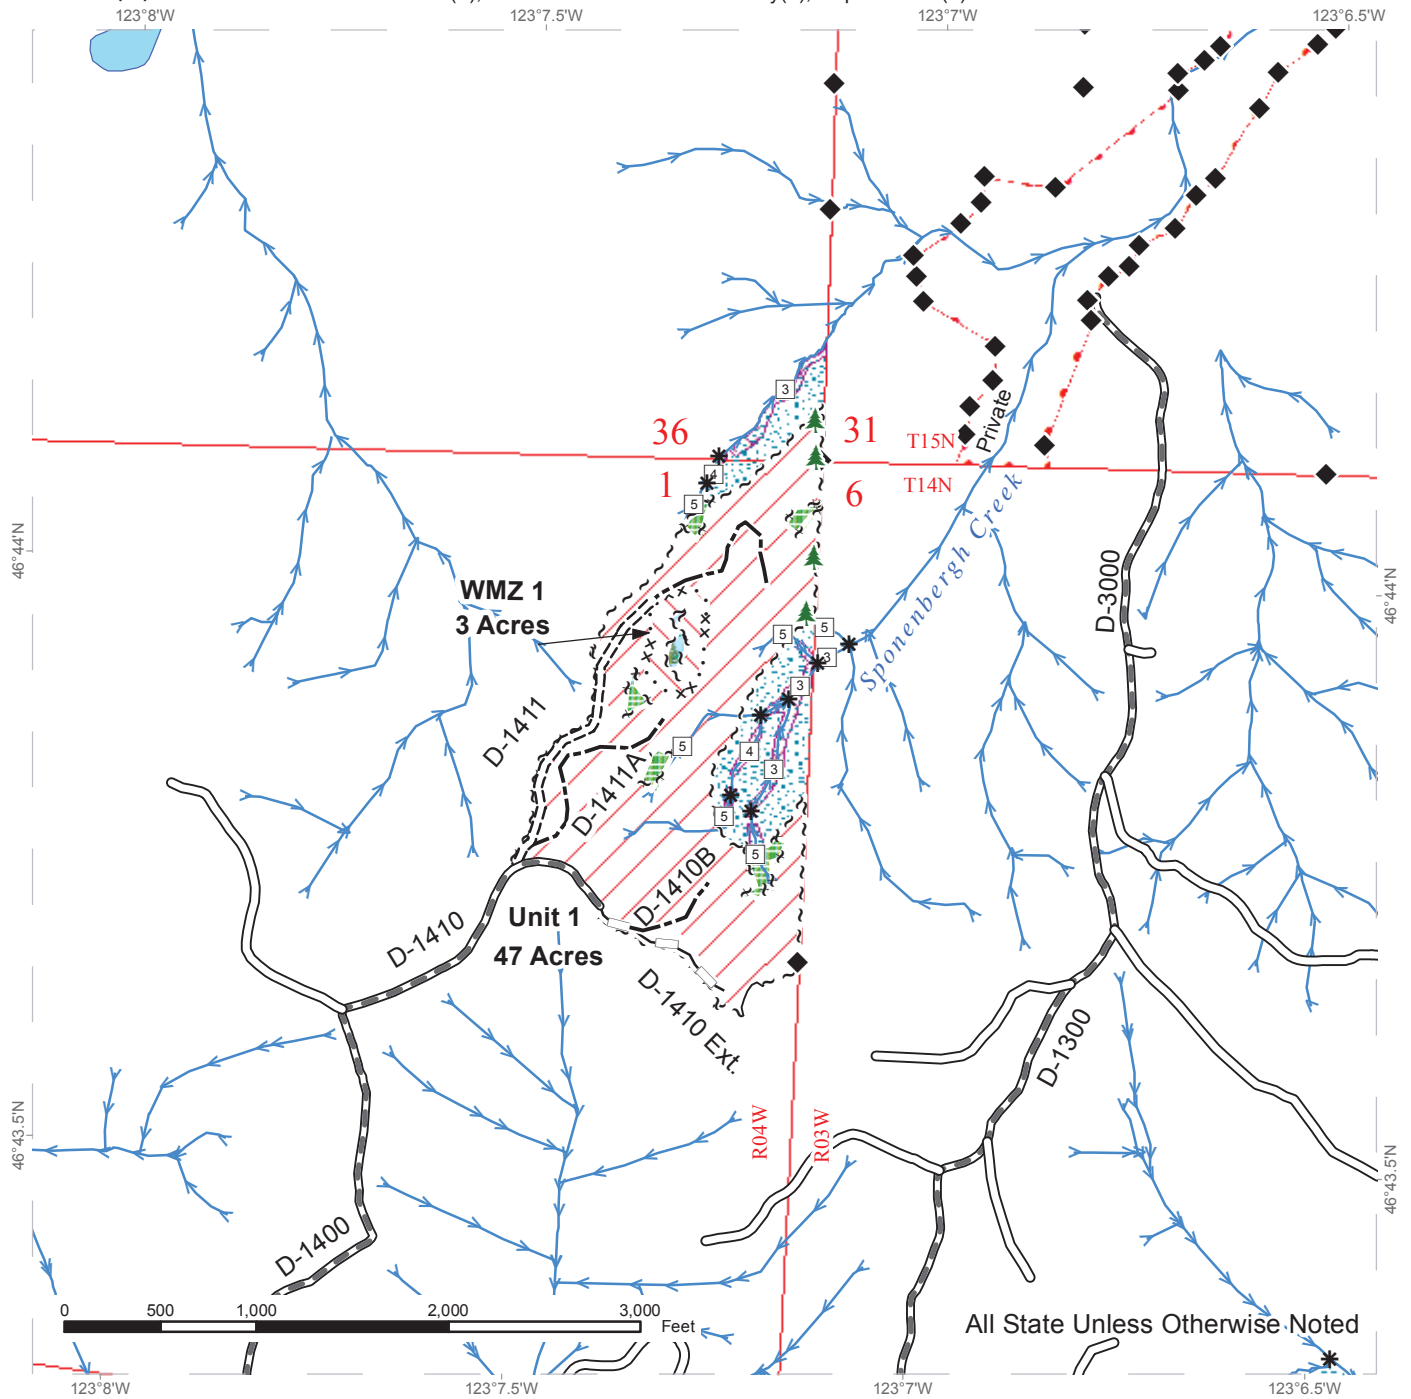 123°8'W
123°7.5'W
123°7'W
123°6.5'W
3
36
31
T15N
Private
4
1
5
6
T14N
46°44'N
46°44'N
D-3000
Sponenbergh Creek
WMZ 1
3 Acres
5
5
3
3
D-1411
5
4
3
D-1411A
5
5
D-1410B
Unit 1
47 Acres
D-1410
D-1410 Ext.
D-1300
R04W
R03W
46°43.5'N
46°43.5'N
D-1400
0
500
1,000
2,000
3,000
Feet
All State Unless Otherwise Noted
123°8'W
123°7.5'W
123°7'W
123°6.5'W